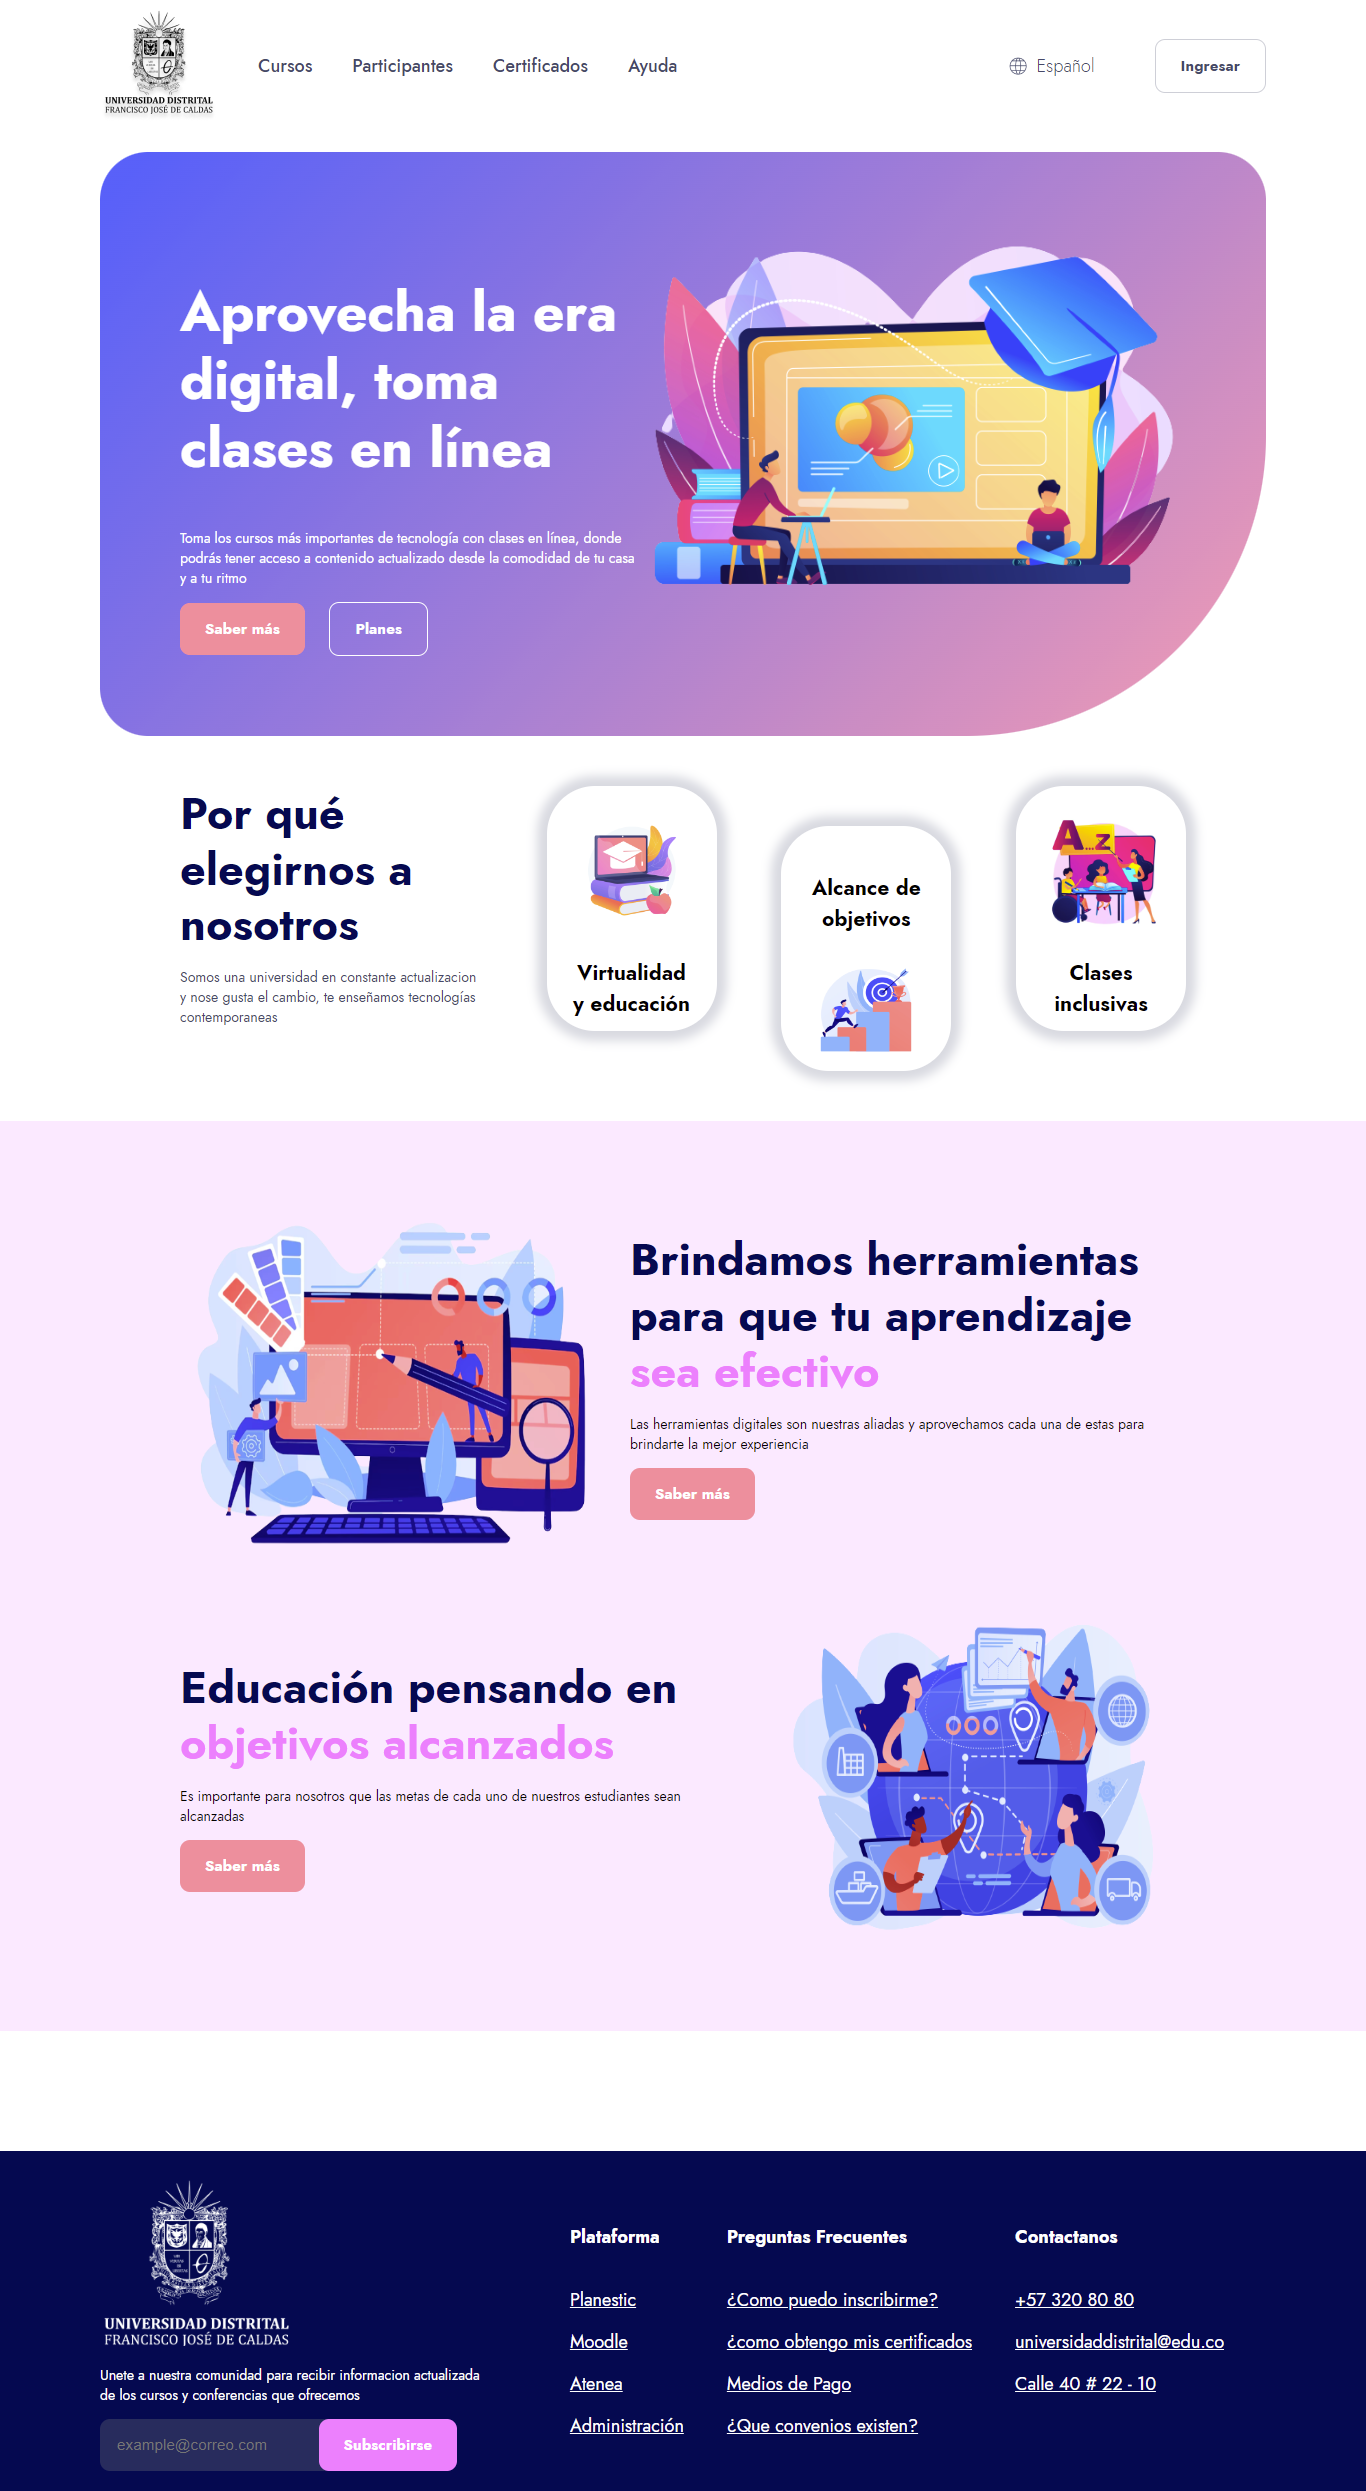 UNIVERSIDAD DISTRITAL
FRANCISCO JOSÉ DE CALDAS
Cursos
Participantes
Certificados
Ayuda
Español
Ingresar
Aprovecha la era
digital, toma
clases en línea
Toma los cursos más importantes de tecnología con clases en línea, donde
podrás tener acceso a contenido actualizado desde la comodidad de tu casa
y a tu ritmo
Saber más
Planes
Por qué
elegirnos a
nosotros
Somos una universidad en constante actualizacion
y nose gusta el cambio, te enseñamos tecnologías
contemporaneas
Virtualidad
y educación
Alcance de
objetivos
A...z
Clases
inclusivas
Brindamos herramientas
para que tu aprendizaje
sea efectivo
Las herramientas digitales son nuestras aliadas y aprovechamos cada una de estas para
brindarte la mejor experiencia
Saber más
Educación pensando en
objetivos alcanzados
Es importante para nosotros que las metas de cada uno de nuestros estudiantes sean
alcanzadas
Saber más
UNIVERSIDAD DISTRITAL
FRANCISCO JOSÉ DE CALDAS
Unete a nuestra comunidad para recibir informacion actualizada
de los cursos y conferencias que ofrecemos
example@correo.com
Subscribirse
Plataforma
Planestic
Moodle
Atenea
Administración
Preguntas Frecuentes
¿Como puedo inscribirme?
¿como obtengo mis certificados
Medios de Pago
¿Que convenios existen?
Contactanos
+57 320 80 80
universidaddistrital@edu.co
Calle 40 # 22 - 10